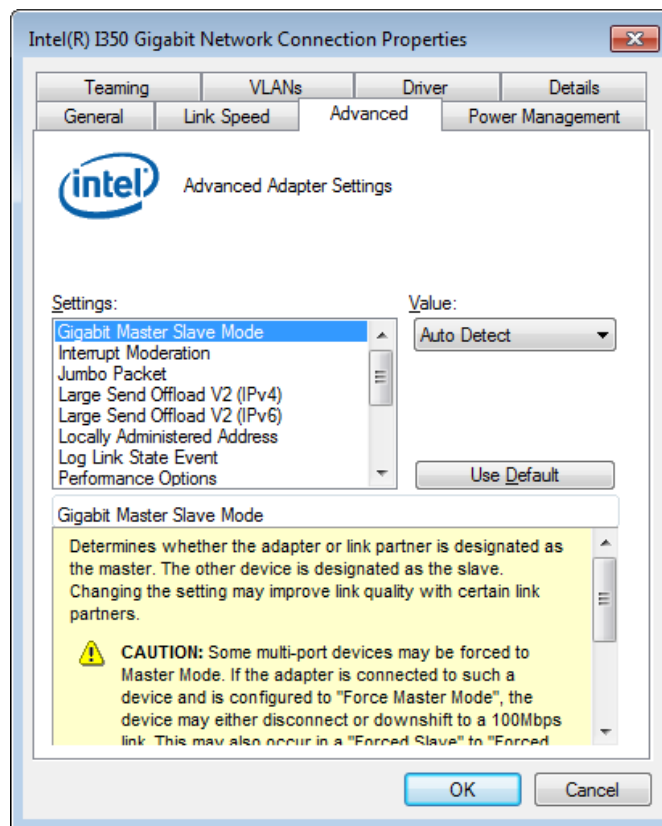 Intel(R) I350 Gigabit Network Connection Properties
Teaming
VLANs
Driver
Details
General
Link Speed
Advanced
Power Management
intel
Advanced Adapter Settings
Settings:
Value:
Gigabit Master Slave Mode
Interrupt Moderation
Jumbo Packet
Large Send Offload V2 (IPv4)
Large Send Offload V2 (IPv6)
Locally Administered Address
Log Link State Event
Performance Options
Auto Detect
Use Default
Gigabit Master Slave Mode
Determines whether the adapter or link partner is designated as
the master. The other device is designated as the slave.
Changing the setting may improve link quality with certain link
partners.
CAUTION: Some multi-port devices may be forced to
Master Mode. If the adapter is connected to such a
device and is configured to "Force Master Mode", the
device may either disconnect or downshift to a 100Mbps
link. This may also occur in a "Forced Slave" to "Forced
OK
Cancel